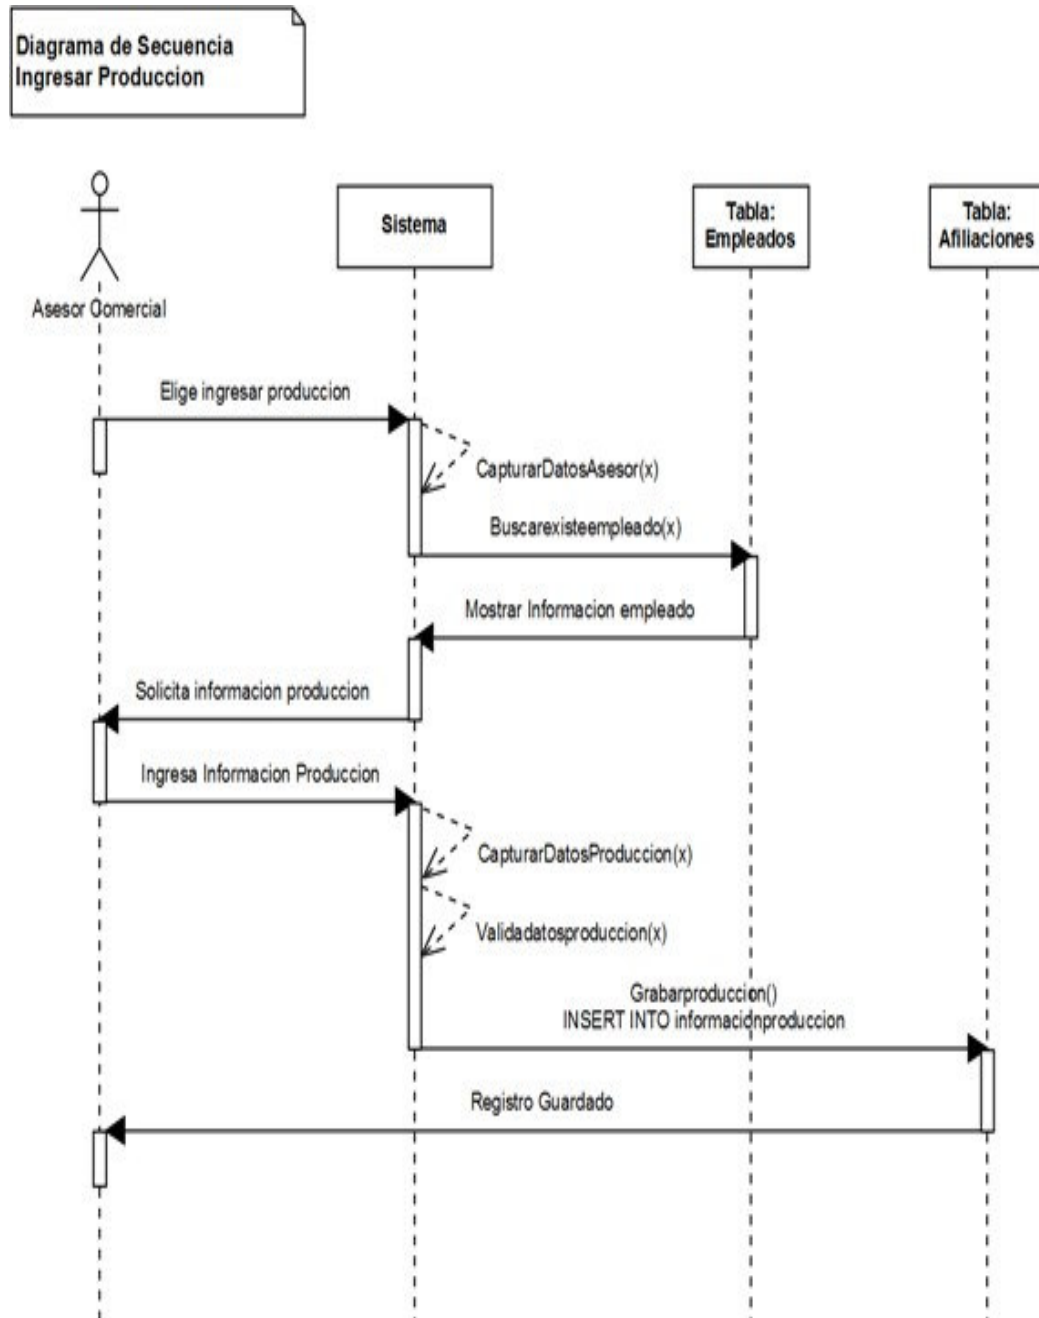 Diagrama de Secuencia
Ingresar Produccion
Sistema
Tabla:
Empleados
Tabla:
Afiliaciones
Asesor Comercial
Elige ingresar produccion
CapturarDatosAsesor(x)
Buscarexisteempleado(x)
Mostrar Informacion empleado
Solicita informacion produccion
Ingresa Informacion Produccion
CapturarDatosProduccion(x)
Validadatosproduccion(x)
Grabarproduccion()
INSERT INTO informacionproduccion
Registro Guardado